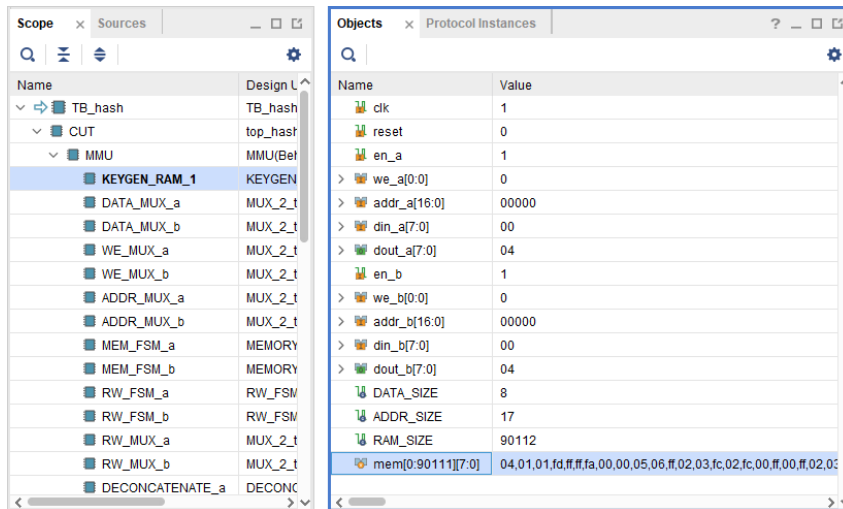 Scope × Sources
Name Design U
TB_hash TB_hash
CUT top_hash
MMU MMU(Beh
KEYGEN_RAM_1 KEYGEN
DATA_MUX_a MUX_2_t
DATA_MUX_b MUX_2_t
WE_MUX_a MUX_2_t
WE_MUX_b MUX_2_t
ADDR_MUX_a MUX_2_t
ADDR_MUX_b MUX_2_t
MEM_FSM_a MEMORY
MEM_FSM_b MEMORY
RW_FSM_a RW_FSM
RW_FSM_b RW_FSM
RW_MUX_a MUX_2_t
RW_MUX_b MUX_2_t
DECONCATENATE_a DECONC
Objects × Protocol Instances ?
Name Value
clk 1
reset 0
en_a 1
we_a[0:0] 0
addr_a[16:0] 00000
din_a[7:0] 00
dout_a[7:0] 04
en_b 1
we_b[0:0] 0
addr_b[16:0] 00000
din_b[7:0] 00
dout_b[7:0] 04
DATA_SIZE 8
ADDR_SIZE 17
RAM_SIZE 90112
mem[0:90111][7:0] 04,01,01,fd,ff,ff,fa,00,00,05,06,ff,02,03,fc,02,fc,00,ff,00,ff,02,03